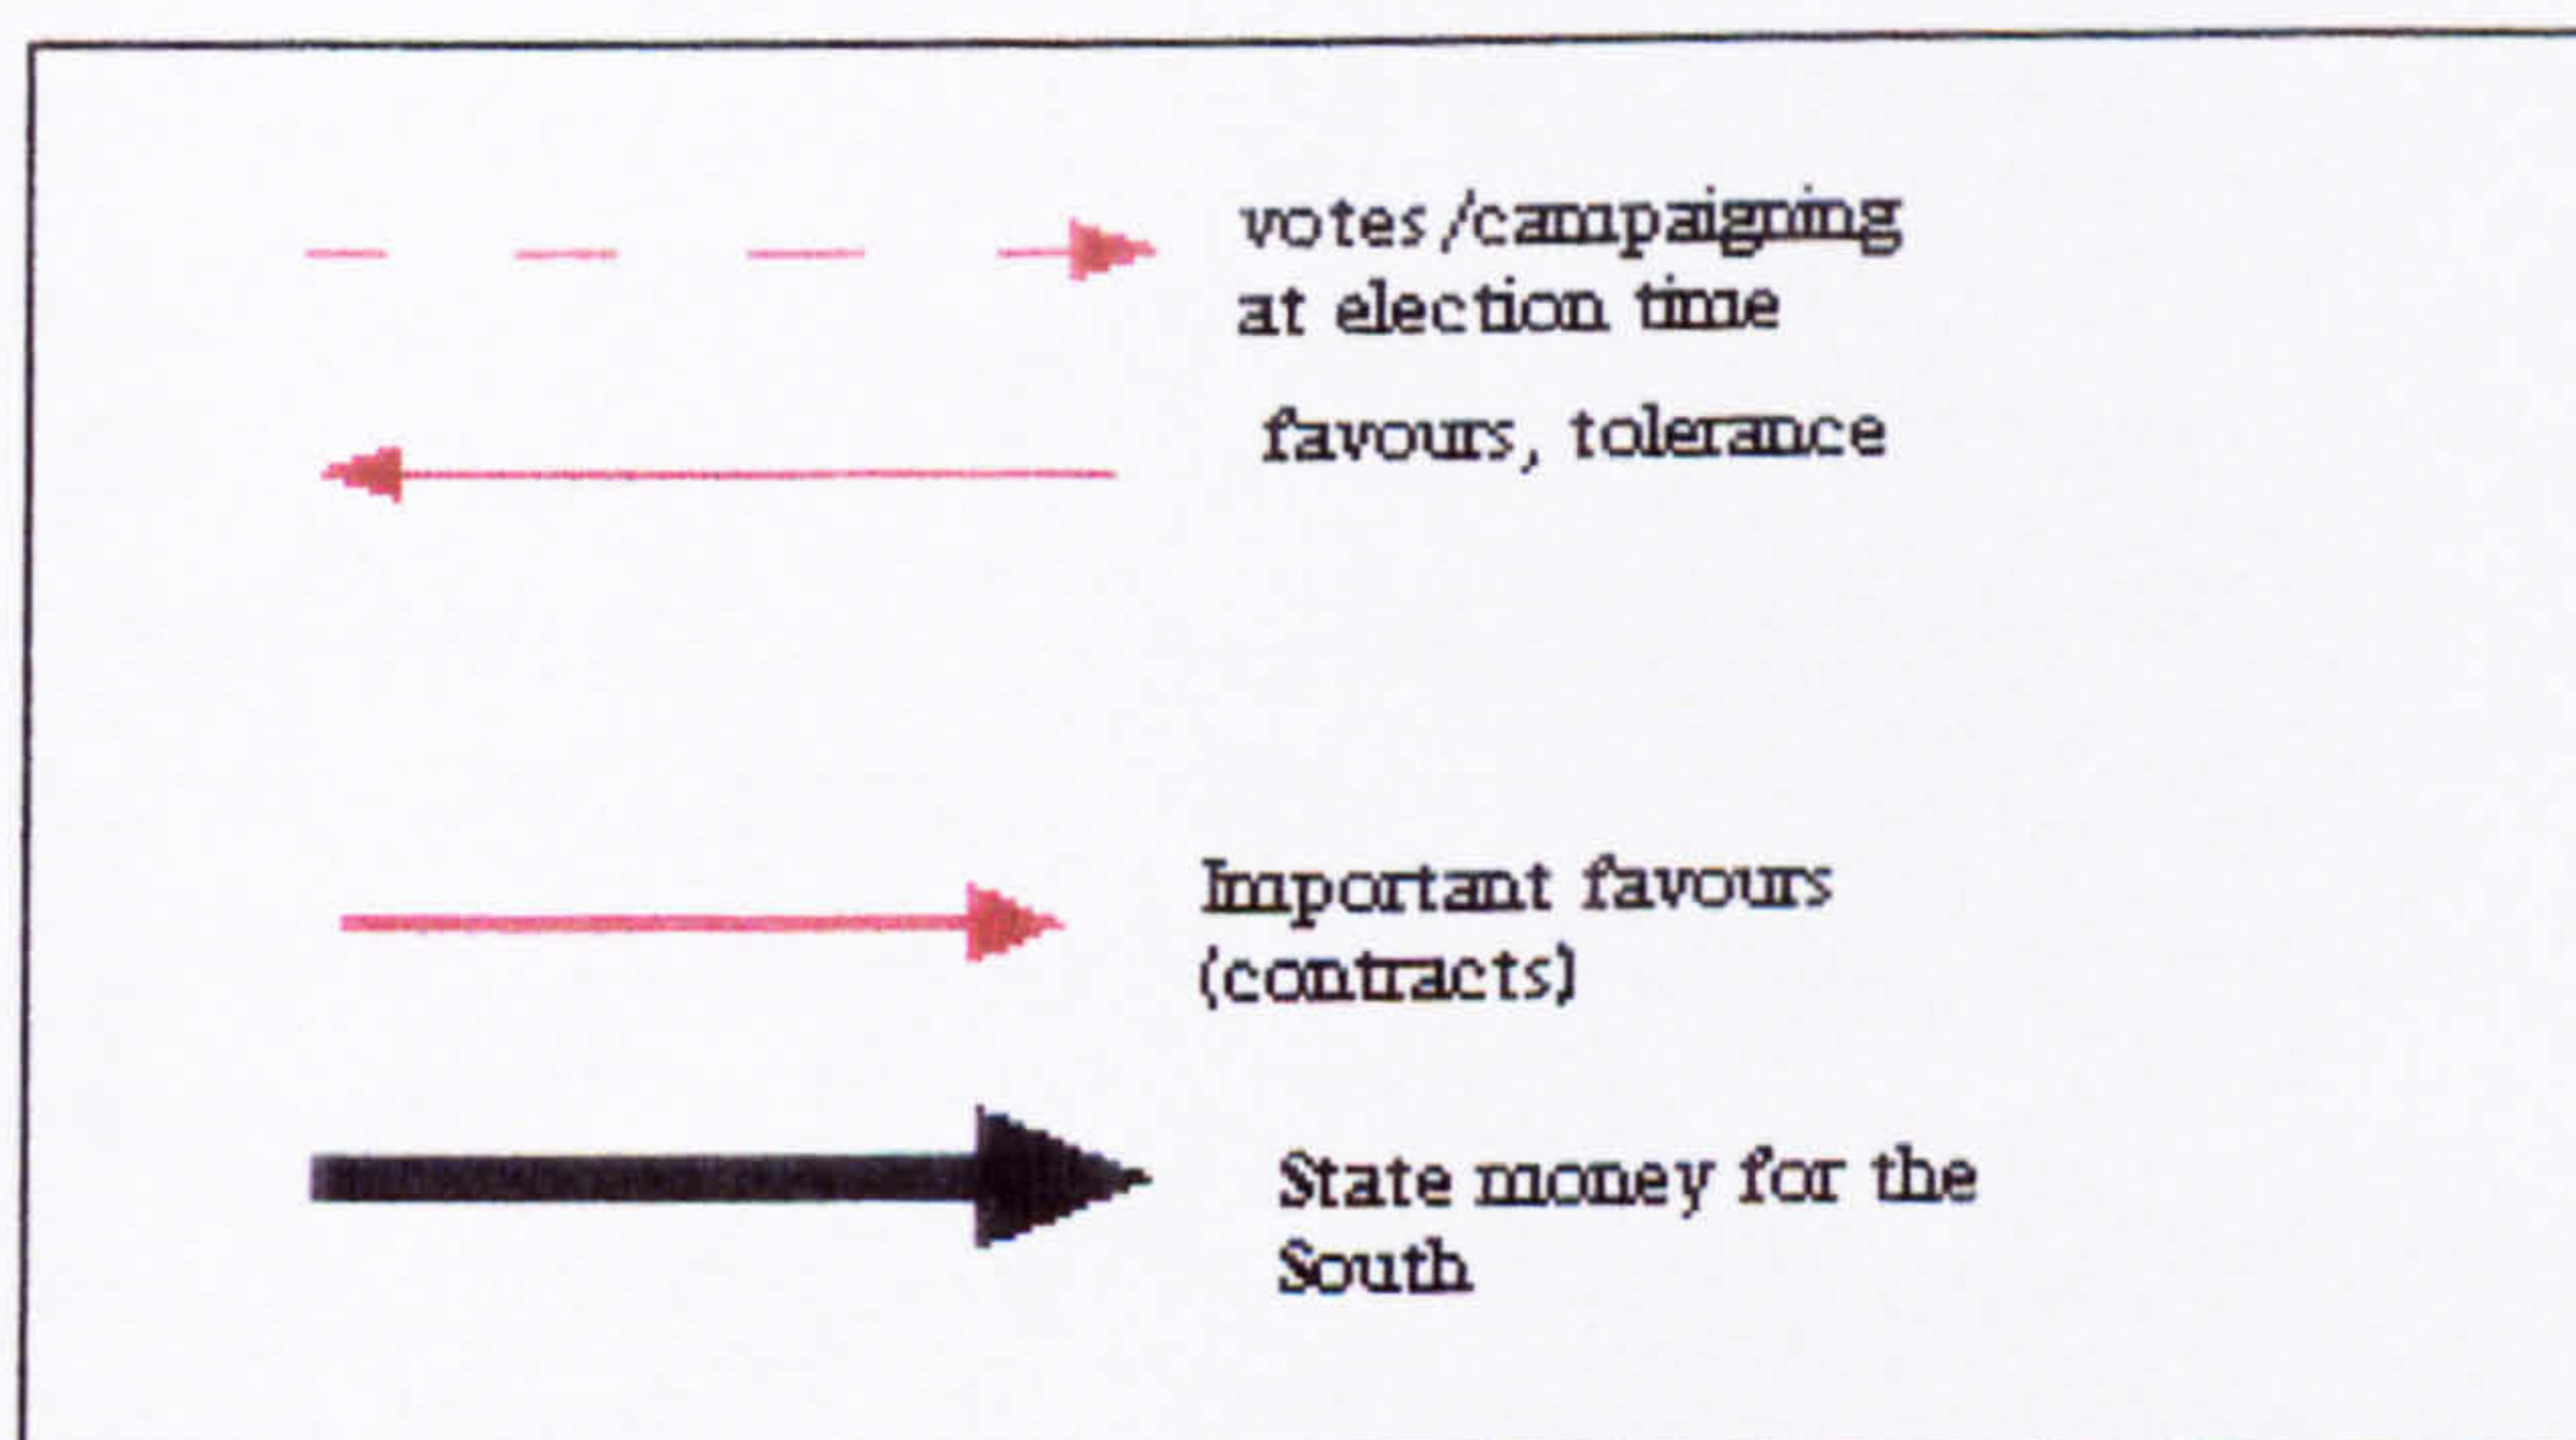 votes/campaigning
at election time
favours, tolerance
Important favours
(contracts)
State money for the
South